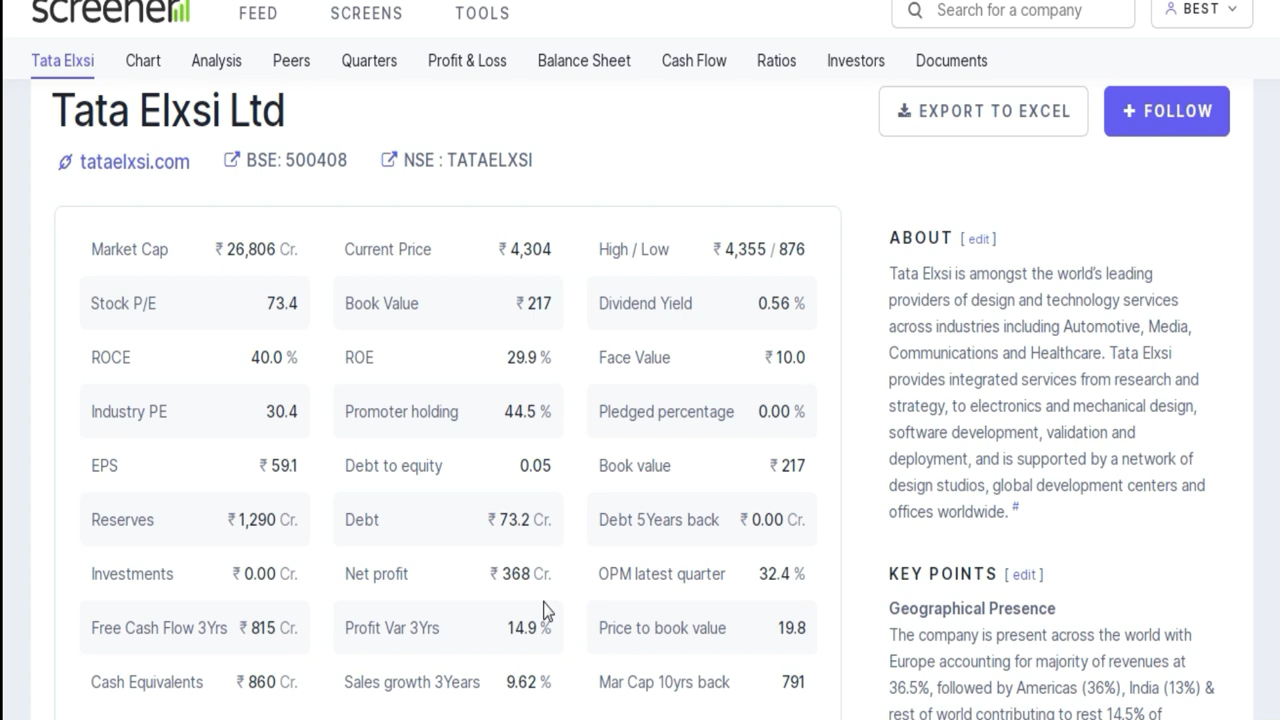 screener
FEED SCREENS TOOLS Search for a company BEST
Tata Elxsi Chart Analysis Peers Quarters Profit & Loss Balance Sheet Cash Flow Ratios Investors Documents
Tata Elxsi Ltd EXPORT TO EXCEL + FOLLOW
tataelxsi.com BSE: 500408 NSE : TATAELXSI
Market Cap ₹ 26,806 Cr. Current Price ₹ 4,304 High / Low ₹ 4,355 / 876
Stock P/E 73.4 Book Value ₹ 217 Dividend Yield 0.56 %
ROCE 40.0 % ROE 29.9 % Face Value ₹ 10.0
Industry PE 30.4 Promoter holding 44.5 % Pledged percentage 0.00 %
EPS ₹ 59.1 Debt to equity 0.05 Book value ₹ 217
Reserves ₹ 1,290 Cr. Debt ₹ 73.2 Cr. Debt 5Years back ₹ 0.00 Cr.
Investments ₹ 0.00 Cr. Net profit ₹ 368 Cr. OPM latest quarter 32.4 %
Free Cash Flow 3Yrs ₹ 815 Cr. Profit Var 3Yrs 14.9 % Price to book value 19.8
Cash Equivalents ₹ 860 Cr. Sales growth 3Years 9.62 % Mar Cap 10yrs back 791
ABOUT [ edit ]
Tata Elxsi is amongst the world's leading
providers of design and technology services
across industries including Automotive, Media,
Communications and Healthcare. Tata Elxsi
provides integrated services from research and
strategy, to electronics and mechanical design,
software development, validation and
deployment, and is supported by a network of
design studios, global development centers and
offices worldwide. #
KEY POINTS [ edit ]
Geographical Presence
The company is present across the world with
Europe accounting for majority of revenues at
36.5%, followed by Americas (36%), India (13%) &
rest of world contributing to rest 14.5% of